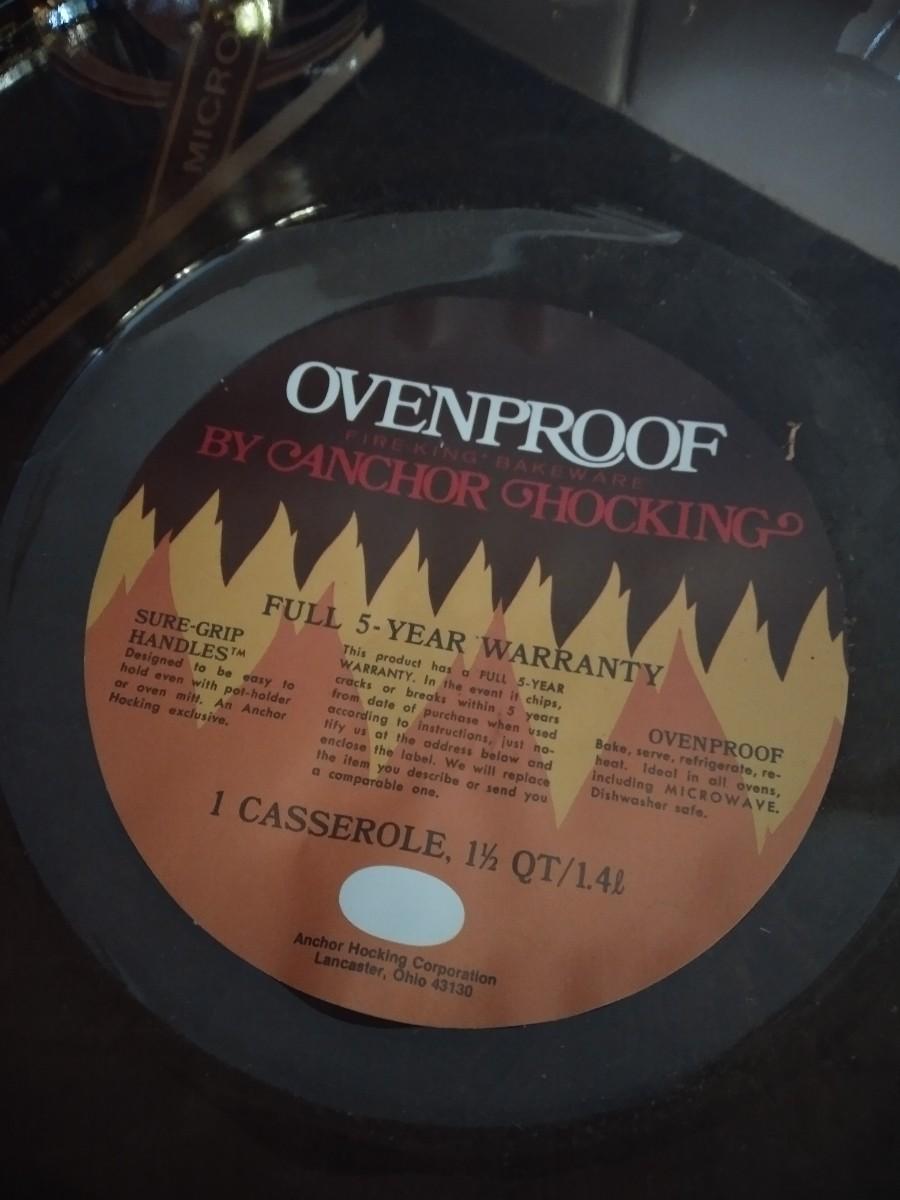 MICRO
OVENPROOF
FIRE-KING® BAKEWARE
BY ANCHOR HOCKING
FULL 5-YEAR WARRANTY
SURE-GRIP
HANDLES™
Designed to be easy to
hold even with pot-holder
or oven mitt. An Anchor
Hocking exclusive.
This product has a FULL 5-YEAR
WARRANTY. In the event it chips,
cracks or breaks within 5 years
from date of purchase when used
according to instructions, just no-
tify us at the address below and
enclose the label. We will replace
the item you describe or send you
a comparable one.
OVENPROOF
Bake, serve, refrigerate, re-
heat. Ideal in all ovens,
including MICROWAVE.
Dishwasher safe.
1 CASSEROLE, 1½ QT/1.4ℓ
Anchor Hocking Corporation
Lancaster, Ohio 43130